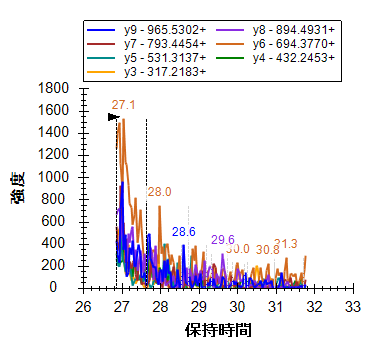 y9 - 965.5302+ y8 - 894.4931+
y7 - 793.4454+ y6 - 694.3770+
y5 - 531.3137+ y4 - 432.2453+
y3 - 317.2183+
1800
1600
1400
1200
1000
800
600
400
200
0
強度
27.1
28.0
28.6
29.6
30.0
30.8
31.3
26 27 28 29 30 31 32 33
保持時間